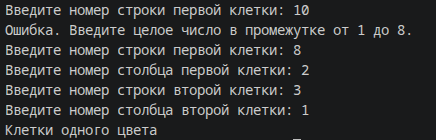 Введите номер строки первой клетки: 10
Ошибка. Введите целое число в промежутке от 1 до 8.
Введите номер строки первой клетки: 8
Введите номер столбца первой клетки: 2
Введите номер строки второй клетки: 3
Введите номер столбца второй клетки: 1
Клетки одного цвета